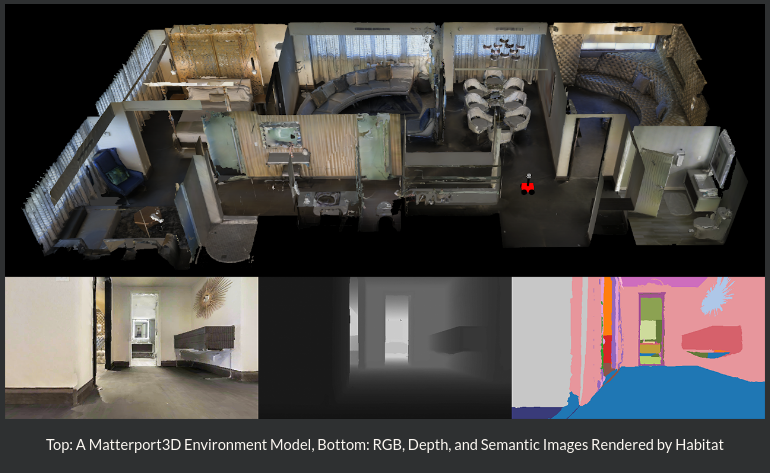 Top: A Matterport3D Environment Model, Bottom: RGB, Depth, and Semantic Images Rendered by Habitat